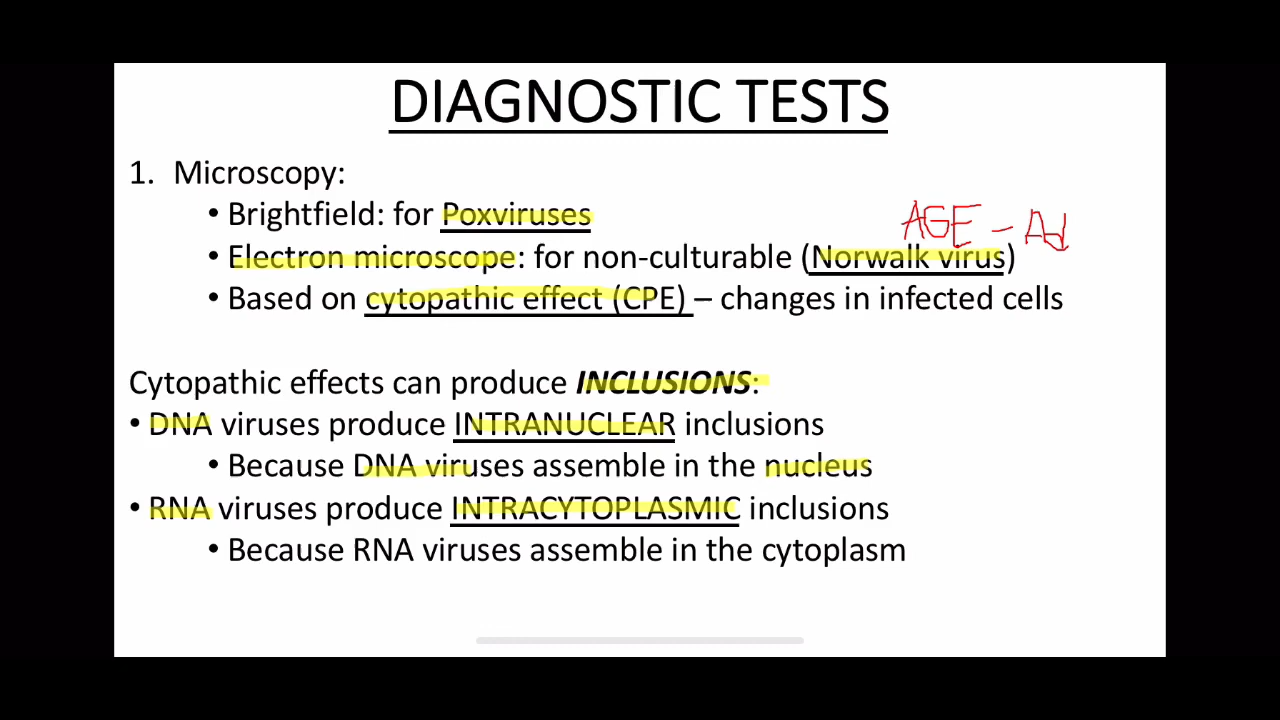 DIAGNOSTIC TESTS
1. Microscopy:
• Brightfield: for Poxviruses
AGE – Ad
• Electron microscope: for non-culturable (Norwalk virus)
• Based on cytopathic effect (CPE) – changes in infected cells
Cytopathic effects can produce INCLUSIONS:
• DNA viruses produce INTRANUCLEAR inclusions
• Because DNA viruses assemble in the nucleus
• RNA viruses produce INTRACYTOPLASMIC inclusions
• Because RNA viruses assemble in the cytoplasm